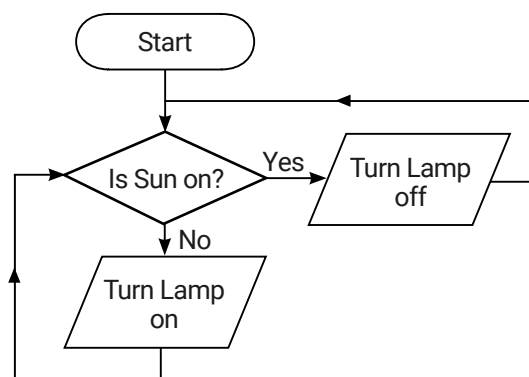 Start
Is Sun on?
Yes
Turn Lamp
off
No
Turn Lamp
on